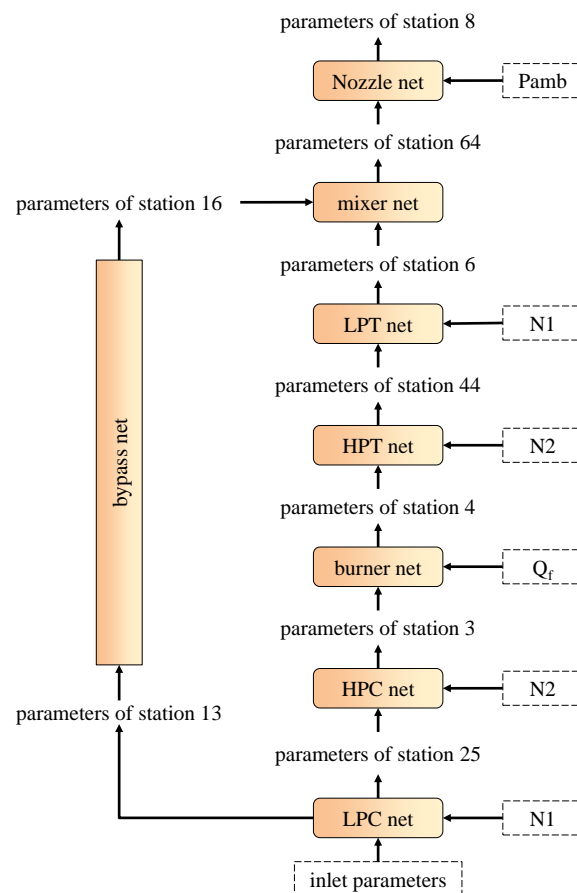 parameters of station 8
Nozzle net
Pamb
parameters of station 64
parameters of station 16
mixer net
parameters of station 6
LPT net
N1
parameters of station 44
HPT net
N2
bypass net
parameters of station 4
burner net
Qf
parameters of station 3
HPC net
N2
parameters of station 13
parameters of station 25
LPC net
N1
inlet parameters